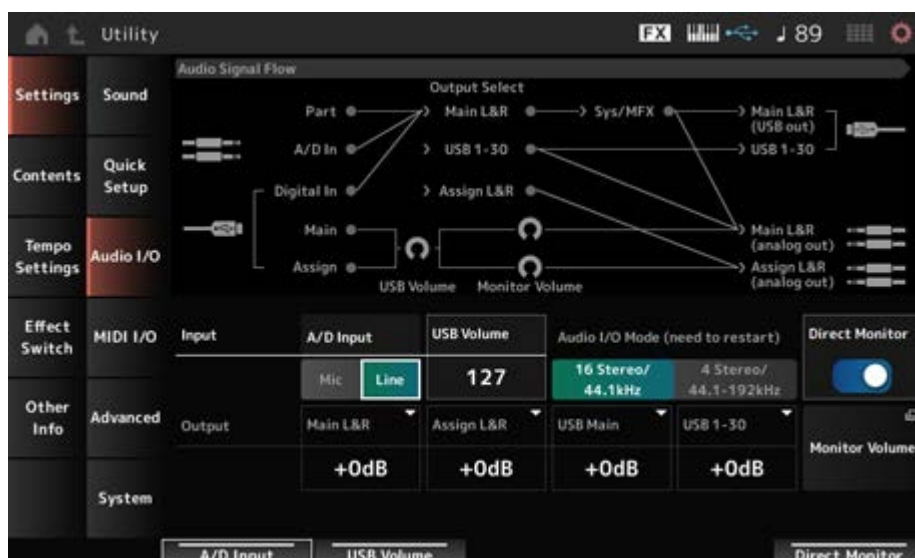 Utility
FX
89
Settings
Sound
Contents
Quick
Setup
Tempo
Settings
Audio I/O
Effect
Switch
MIDI I/O
Other
Info
Advanced
System
Audio Signal Flow
Output Select
Part
Main L&R
Sys/MFX
Main L&R
(USB out)
A/D In
USB 1-30
USB 1-30
Digital In
Assign L&R
Main
Main L&R
(analog out)
Assign
Assign L&R
(analog out)
USB Volume
Monitor Volume
Input
A/D Input
USB Volume
Audio I/O Mode (need to restart)
Direct Monitor
Mic
Line
127
16 Stereo/
44.1kHz
4 Stereo/
44.1-192kHz
Output
Main L&R
Assign L&R
USB Main
USB 1-30
Monitor Volume
+0dB
+0dB
+0dB
+0dB
A/D Input
USB Volume
Direct Monitor